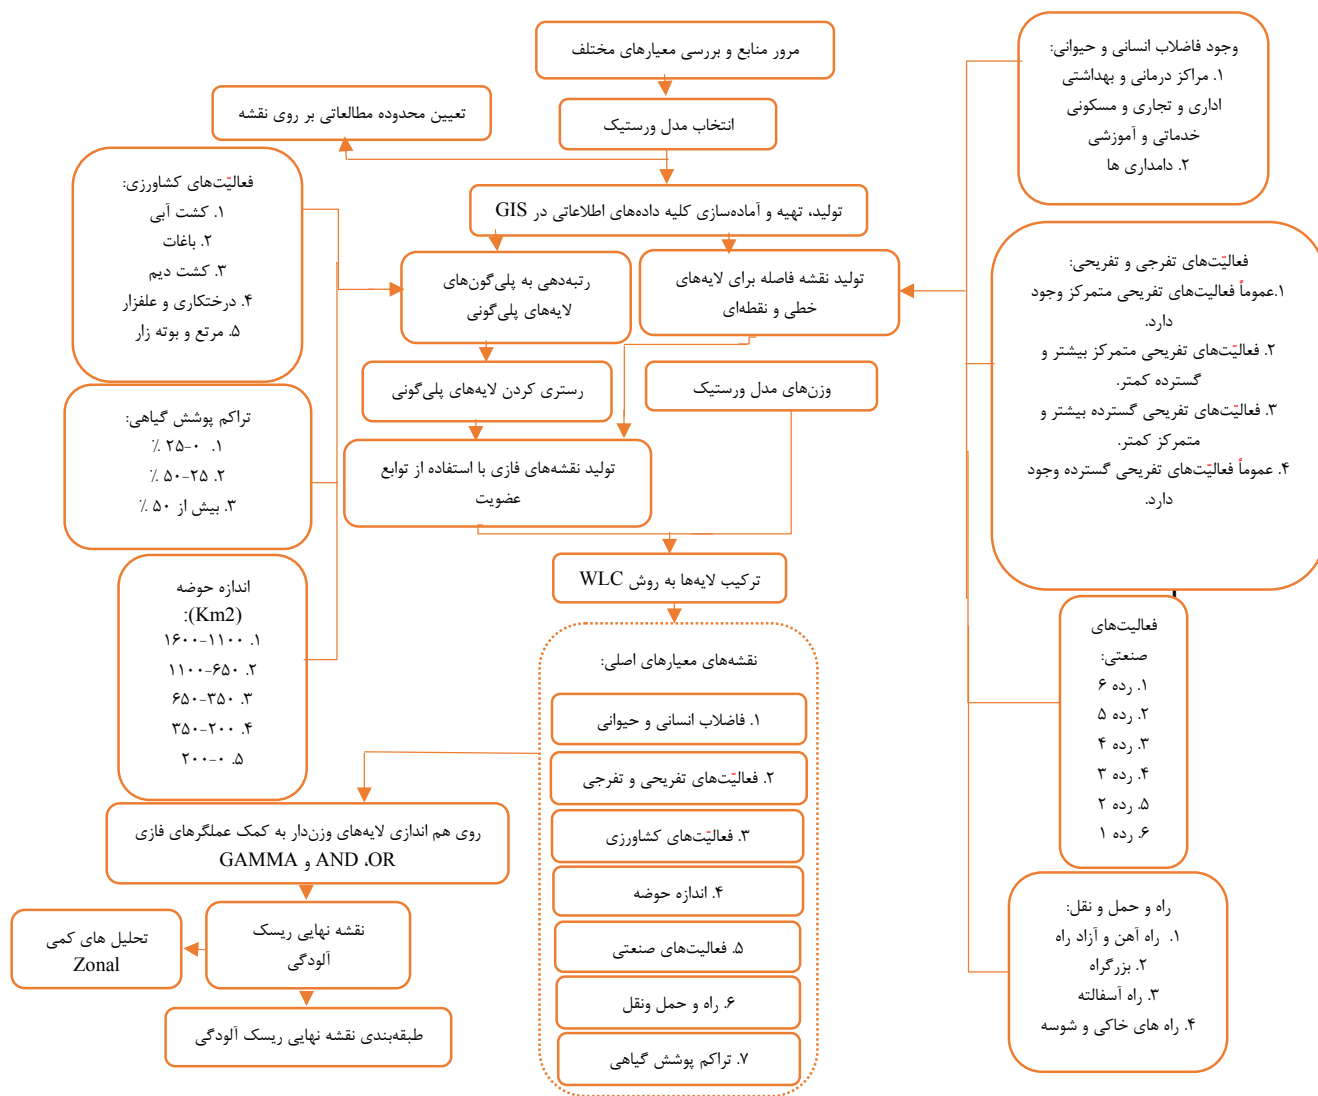 مرور منابع و بررسی معیارهای مختلف
انتخاب مدل ورستیک
تعیین محدوده مطالعاتی بر روی نقشه
تولید، تهیه و آماده‌سازی کلیه داده‌های اطلاعاتی در GIS
وجود فاضلاب انسانی و حیوانی:
۱. مراکز درمانی و بهداشتی
اداری و تجاری و مسکونی
خدماتی و آموزشی
۲. دامداری ها
فعالیّت‌های کشاورزی:
۱. کشت آبی
۲. باغات
۳. کشت دیم
۴. درختکاری و علفزار
۵. مرتع و بوته زار
رتبه‌دهی به پلی‌گون‌های
لایه‌های پلی‌گونی
تولید نقشه فاصله برای لایه‌های
خطی و نقطه‌ای
فعالیّت‌های تفرجی و تفریحی:
۱.عموماً فعالیت‌های تفریحی متمرکز وجود
دارد.
۲. فعالیّت‌های تفریحی متمرکز بیشتر و
گسترده کمتر.
۳. فعالیّت‌های تفریحی گسترده بیشتر و
متمرکز کمتر.
۴. عموماً فعالیّت‌های تفریحی گسترده وجود
دارد.
رستری کردن لایه‌های پلی‌گونی
وزن‌های مدل ورستیک
تراکم پوشش گیاهی:
۱. ۰-۲۵ ٪
۲. ۲۵-۵۰ ٪
۳. بیش از ۵۰ ٪
تولید نقشه‌های فازی با استفاده از توابع
عضویت
ترکیب لایه‌ها به روش WLC
اندازه حوضه
(Km2):
۱. ۱۱۰۰-۱۶۰۰
۲. ۶۵۰-۱۱۰۰
۳. ۳۵۰-۶۵۰
۴. ۲۰۰-۳۵۰
۵. ۰-۲۰۰
نقشه‌های معیارهای اصلی:
۱. فاضلاب انسانی و حیوانی
۲. فعالیّت‌های تفریحی و تفرجی
۳. فعالیّت‌های کشاورزی
۴. اندازه حوضه
۵. فعالیت‌های صنعتی
۶. راه و حمل ونقل
۷. تراکم پوشش گیاهی
فعالیت‌های
صنعتی:
۱. رده ۶
۲. رده ۵
۳. رده ۴
۴. رده ۳
۵. رده ۲
۶. رده ۱
راه و حمل و نقل:
۱. راه آهن و آزاد راه
۲. بزرگراه
۳. راه آسفالته
۴. راه های خاکی و شوسه
روی هم اندازی لایه‌های وزن‌دار به کمک عملگرهای فازی
AND ،OR و GAMMA
نقشه نهایی ریسک
آلودگی
تحلیل های کمی
Zonal
طبقه‌بندی نقشه نهایی ریسک آلودگی